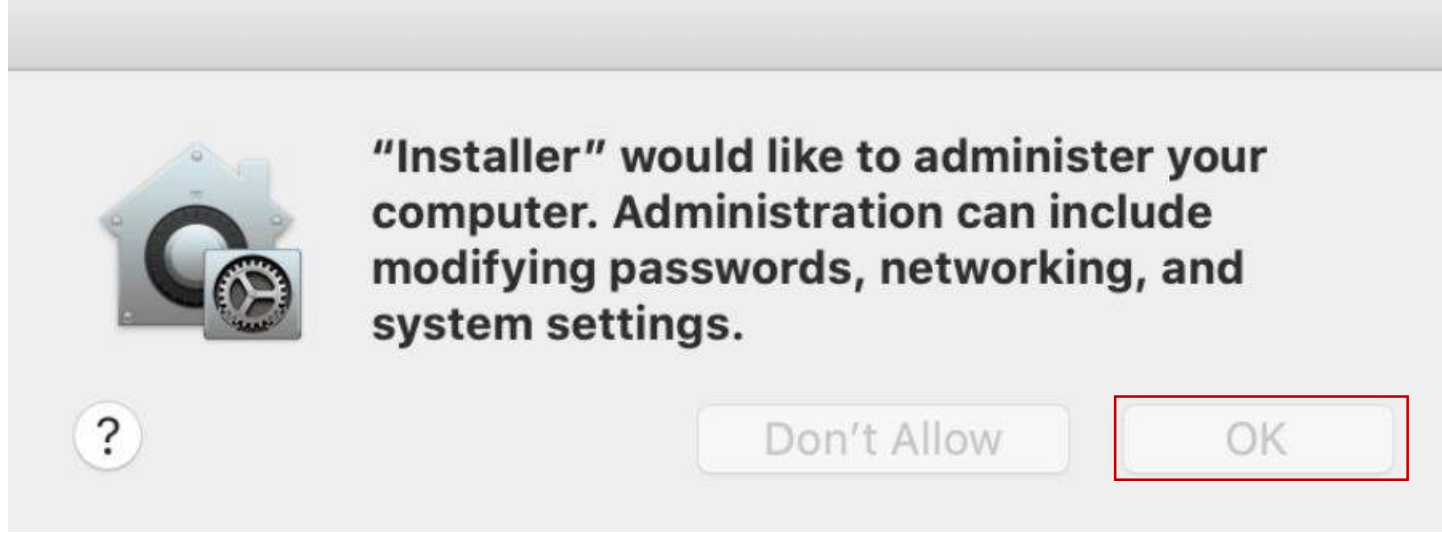 “Installer” would like to administer your
computer. Administration can include
modifying passwords, networking, and
system settings.
? Don’t Allow OK